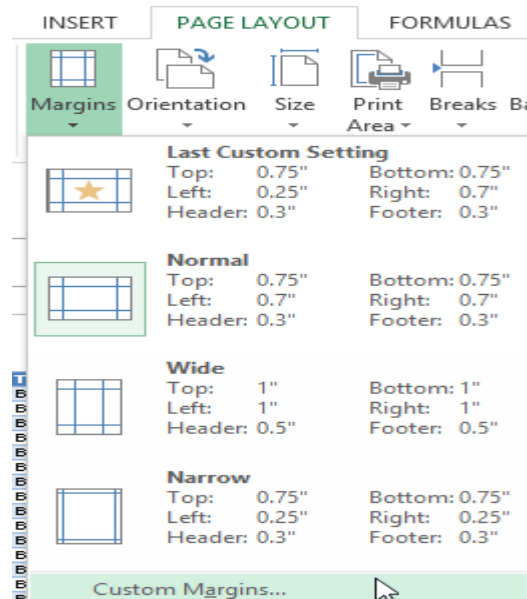 INSERT PAGE LAYOUT FORMULAS
Margins Orientation Size Print Area Breaks
Last Custom Setting
Top: 0.75" Bottom: 0.75"
Left: 0.25" Right: 0.7"
Header: 0.3" Footer: 0.3"
Normal
Top: 0.75" Bottom: 0.75"
Left: 0.7" Right: 0.7"
Header: 0.3" Footer: 0.3"
Wide
Top: 1" Bottom: 1"
Left: 1" Right: 1"
Header: 0.5" Footer: 0.5"
Narrow
Top: 0.75" Bottom: 0.75"
Left: 0.25" Right: 0.25"
Header: 0.3" Footer: 0.3"
Custom Margins...